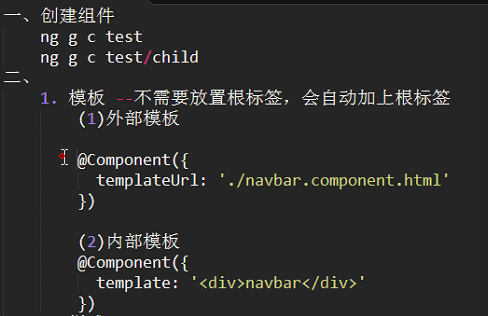 一、创建组件
ng g c test
ng g c test/child
二、
1. 模板 --不需要放置根标签，会自动加上根标签
(1)外部模板
@Component({
templateUrl: './navbar.component.html'
})
(2)内部模板
@Component({
template: '<div>navbar</div>'
})